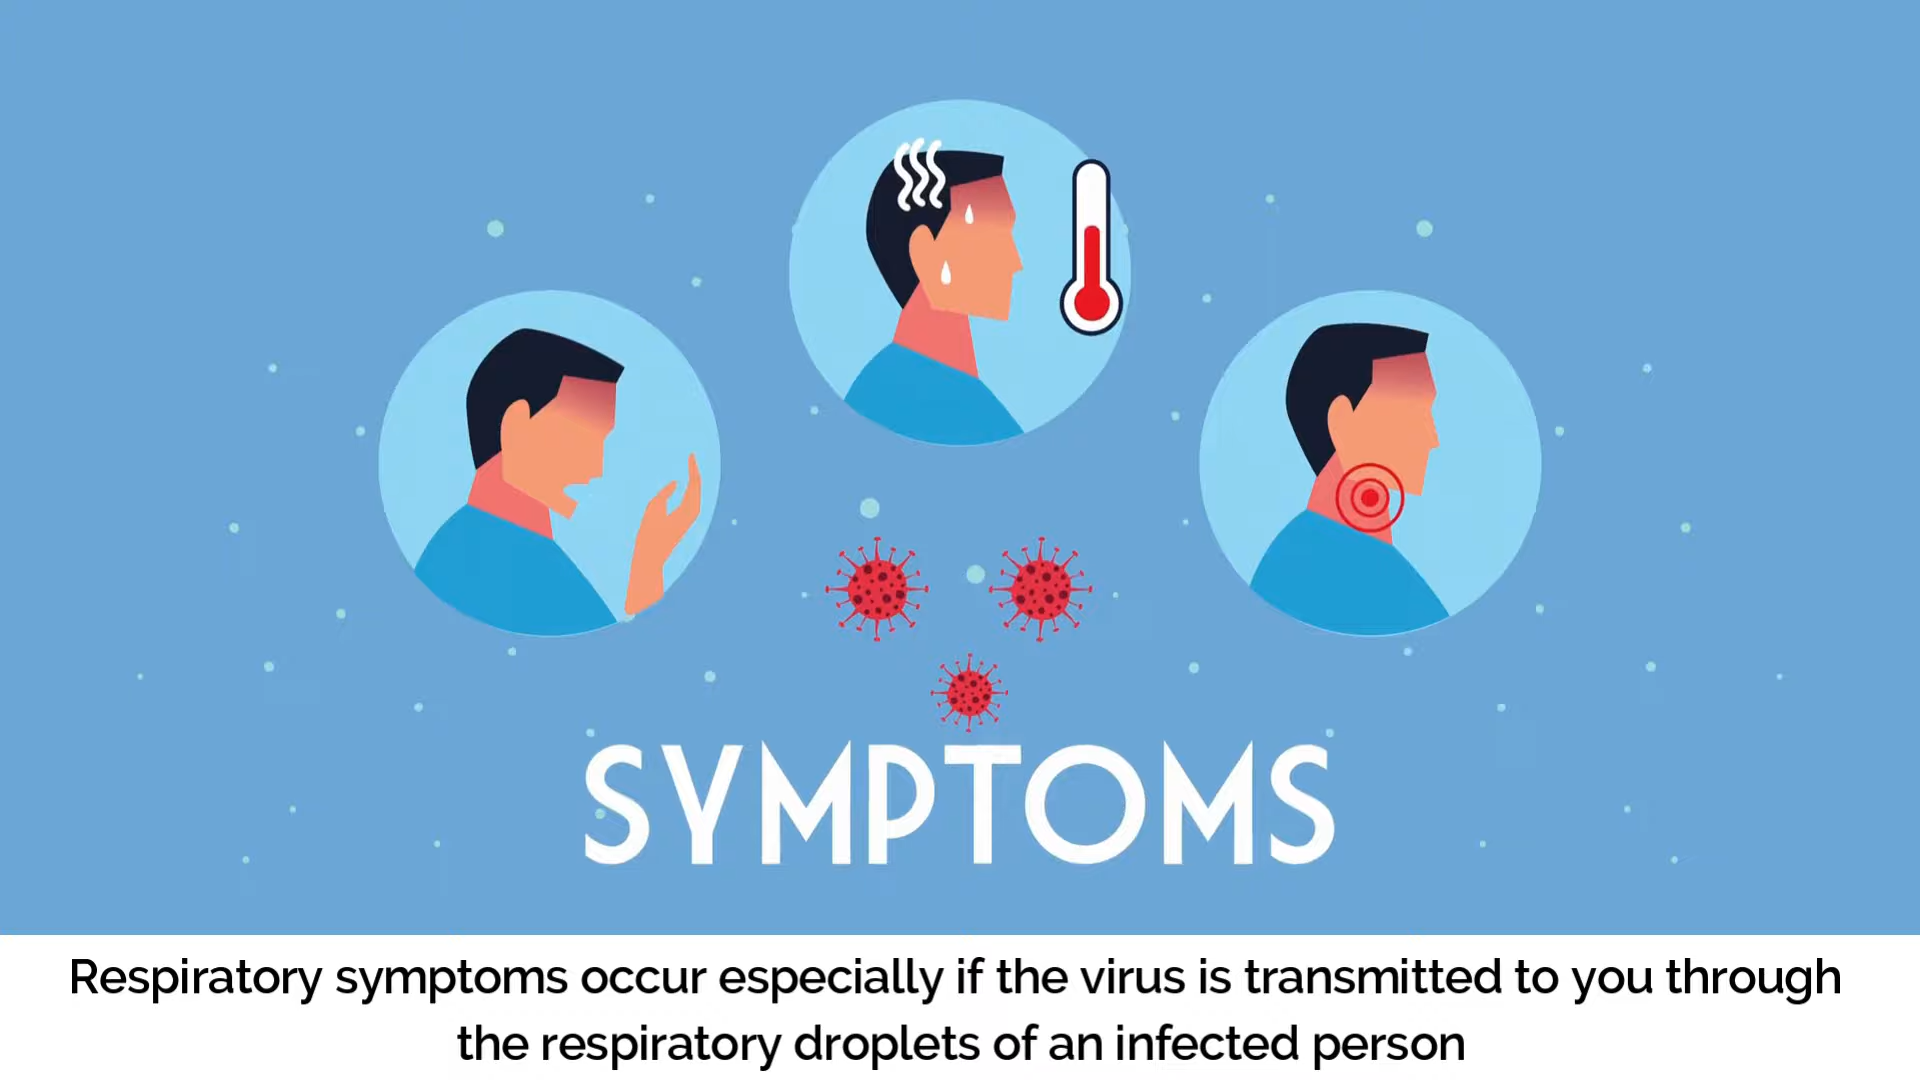 SYMPTOMS
Respiratory symptoms occur especially if the virus is transmitted to you through
the respiratory droplets of an infected person